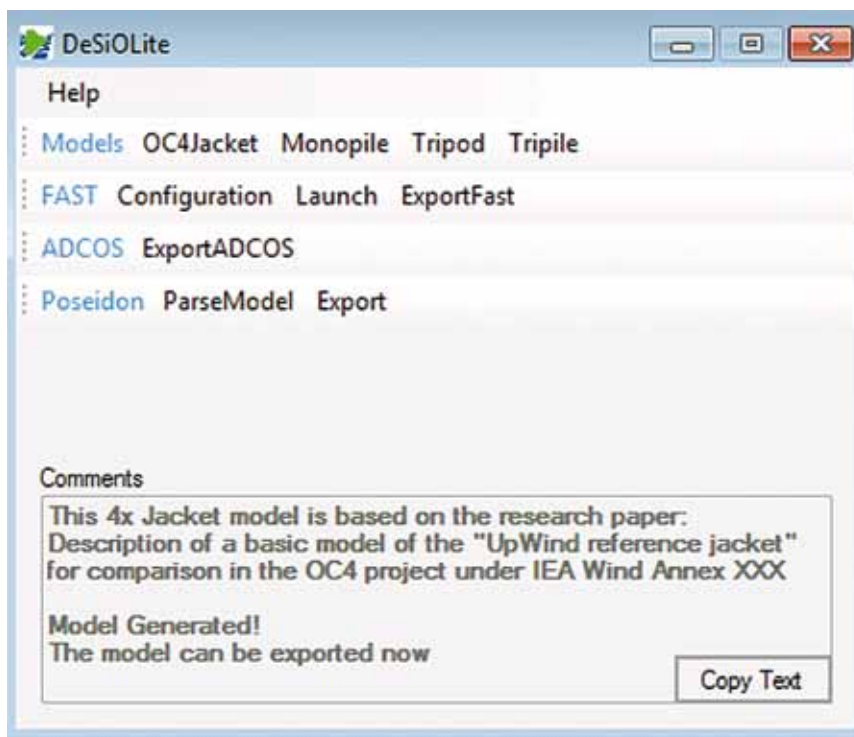 DeSiOLite
Help
Models OC4Jacket Monopile Tripod Tripile
FAST Configuration Launch ExportFast
ADCOS ExportADCOS
Poseidon ParseModel Export
Comments
This 4x Jacket model is based on the research paper:
Description of a basic model of the "UpWind reference jacket"
for comparison in the OC4 project under IEA Wind Annex XXX
Model Generated!
The model can be exported now
Copy Text